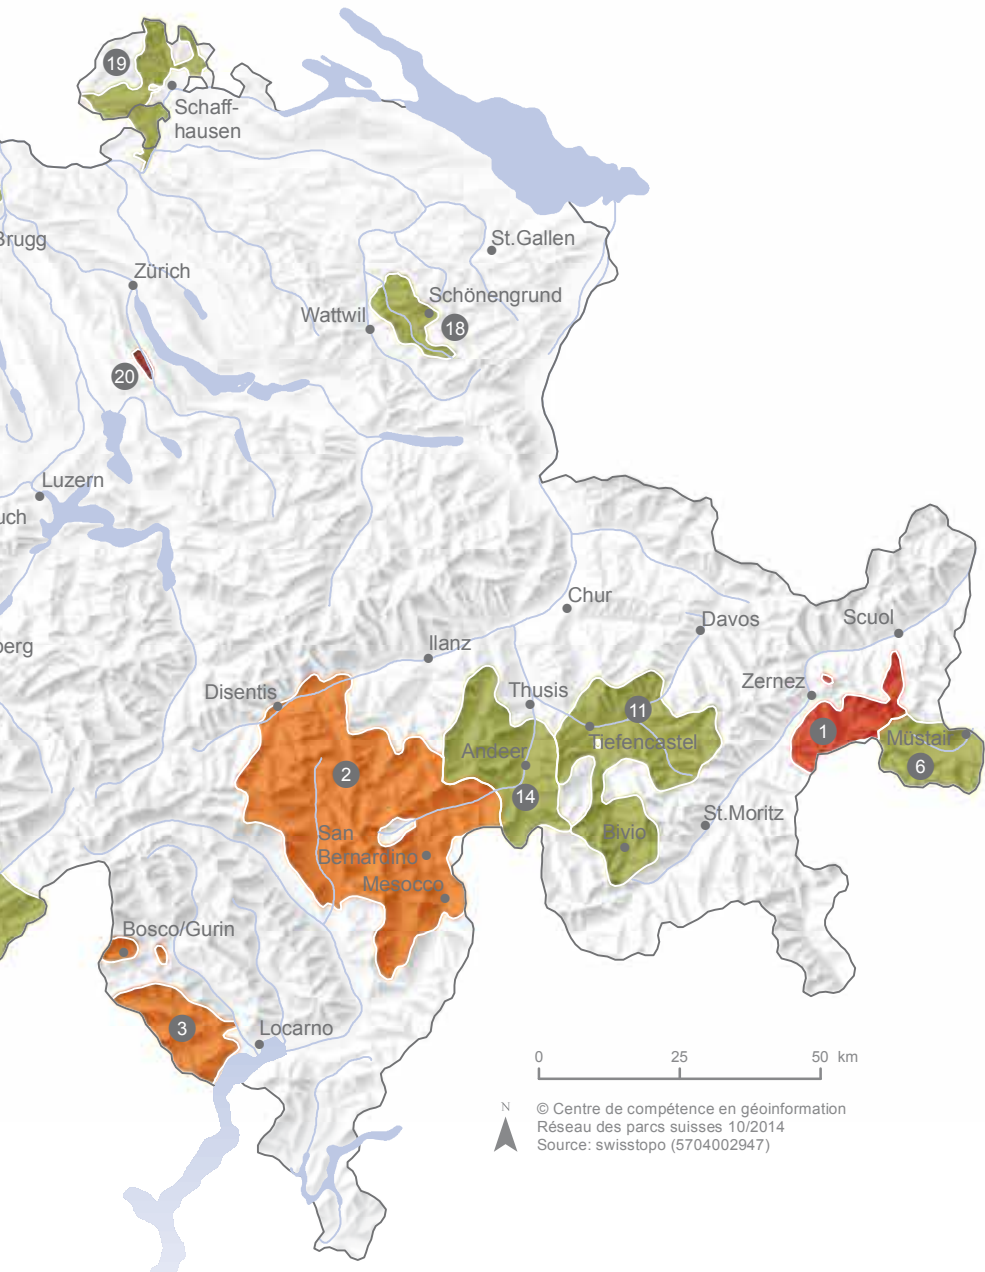 19
Schaff-
hausen
Brugg
St.Gallen
Zürich
Schönengrund
Wattwil
18
20
Luzern
uch
Chur
Davos
Scuol
berg
Ilanz
Zernez
Disentis
Thusis
11
1
Müstair
Andeer
Tiefencastel
6
2
14
St.Moritz
San
Bernardino
Bivio
Mesocco
Bosco/Gurin
3
Locarno
0 25 50 km
N
© Centre de compétence en géoinformation
Réseau des parcs suisses 10/2014
Source: swisstopo (5704002947)